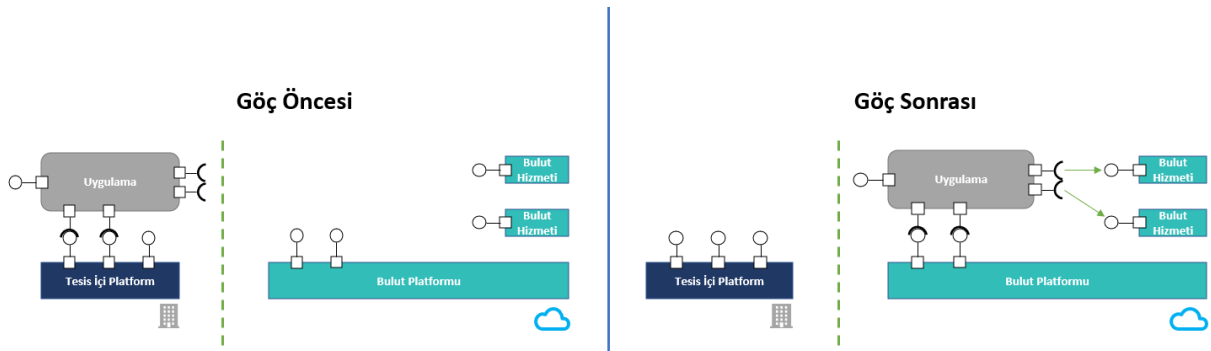 Göç Öncesi
Uygulama
Bulut
Hizmeti
Bulut
Hizmeti
Tesis İçi Platform
Bulut Platformu
Göç Sonrası
Uygulama
Bulut
Hizmeti
Bulut
Hizmeti
Tesis İçi Platform
Bulut Platformu